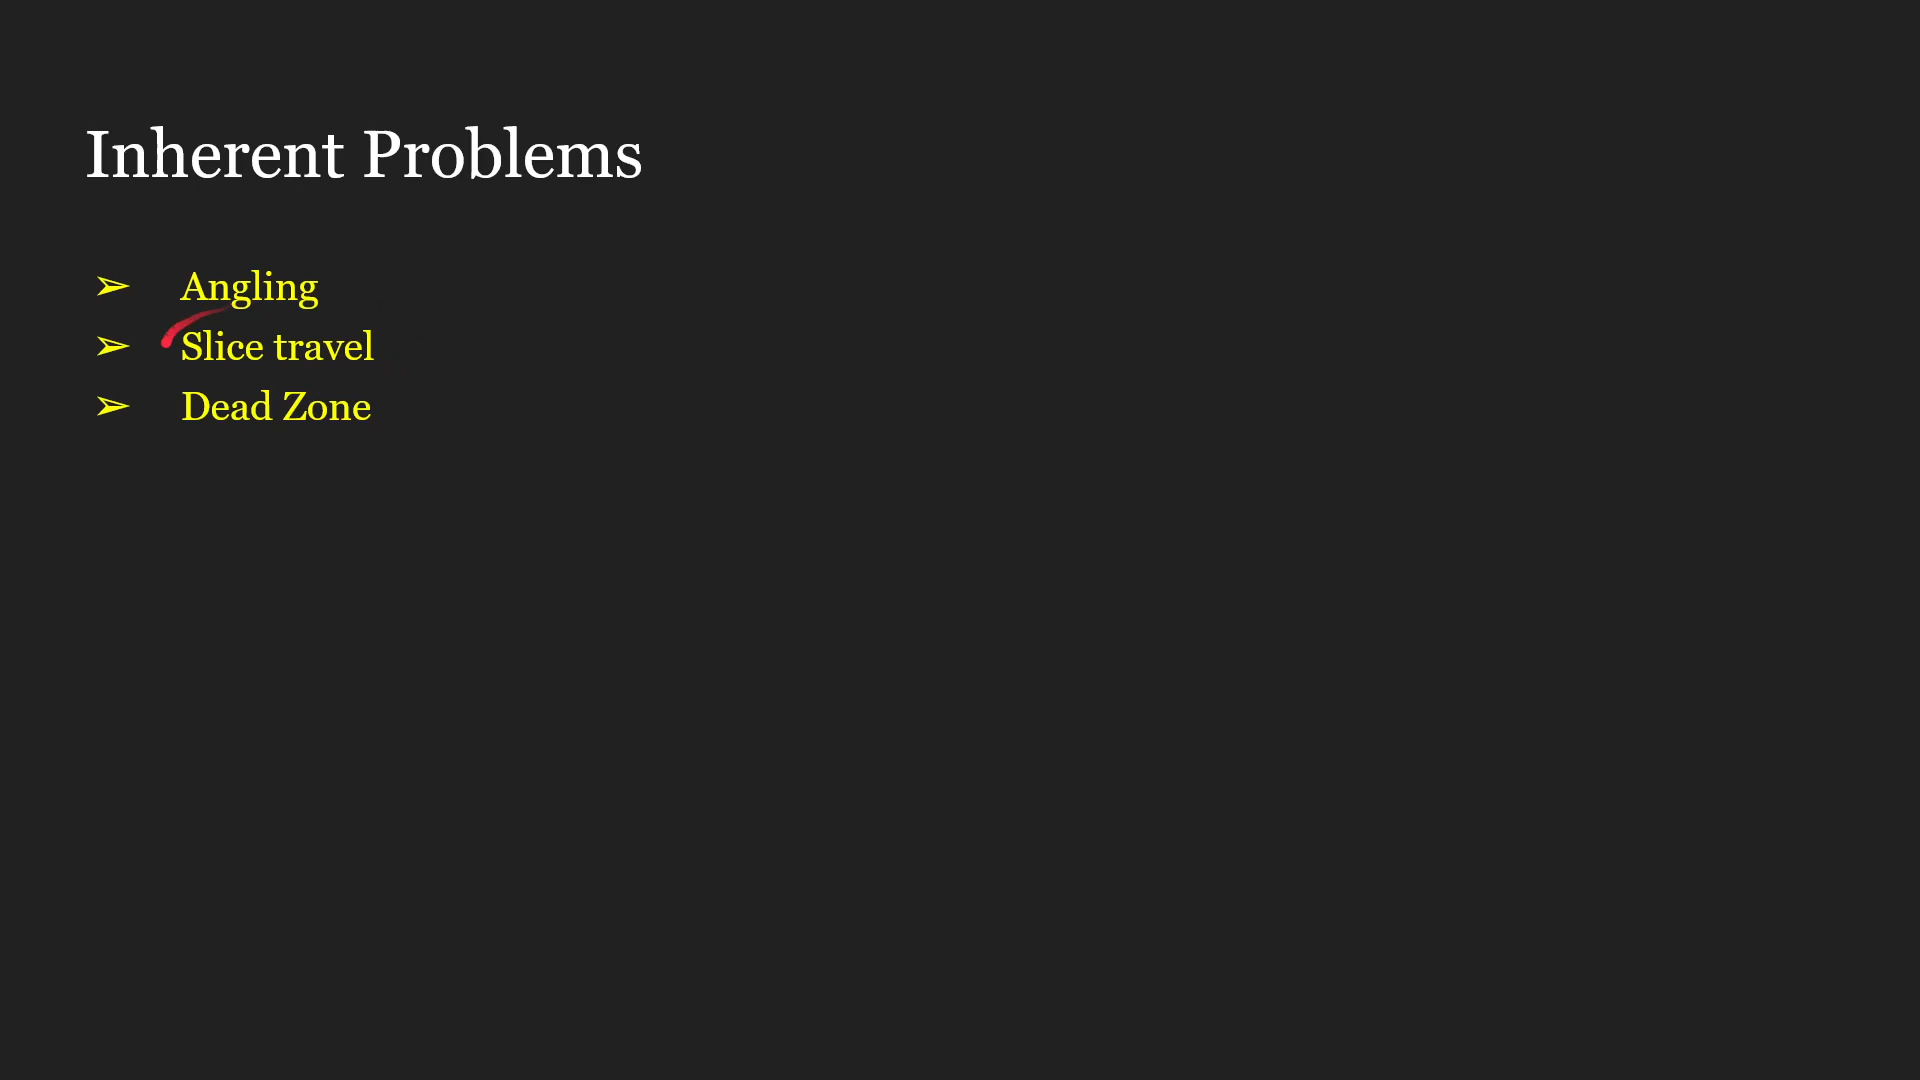 Inherent Problems
➢ Angling
➢ Slice travel
➢ Dead Zone